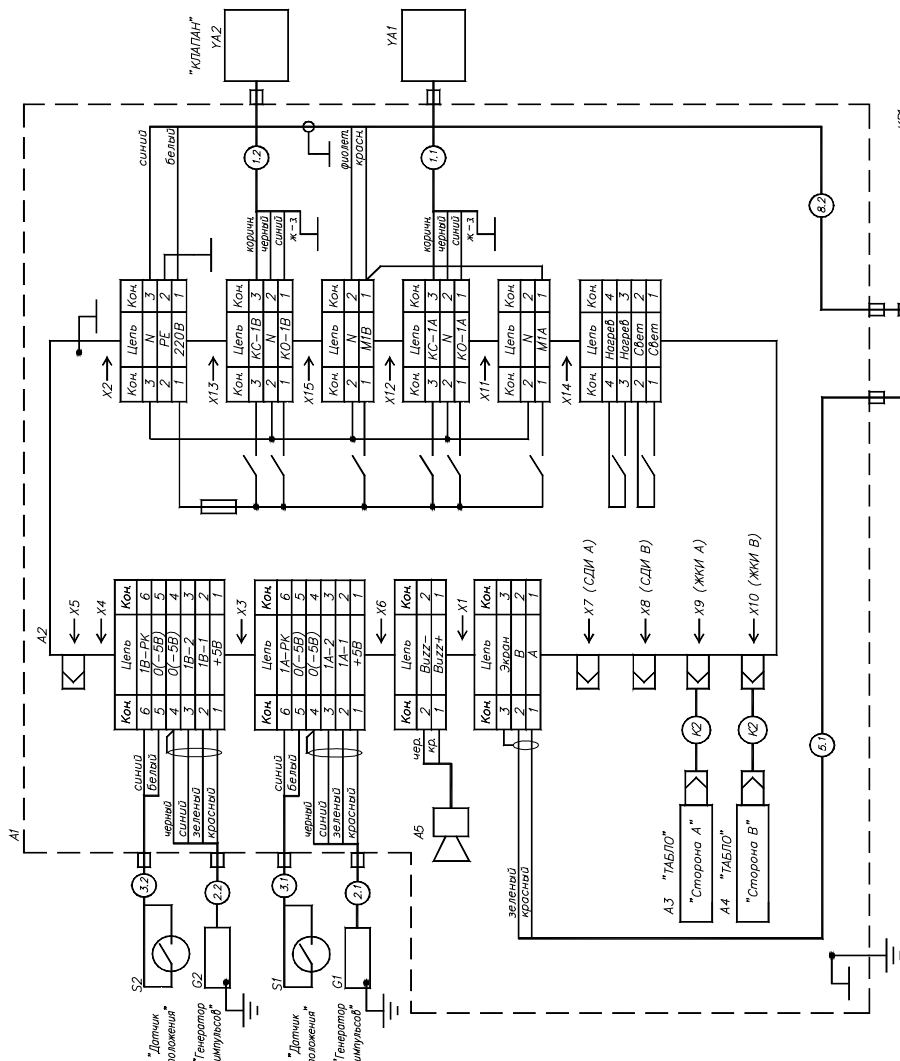 "КЛАПАН"
YA2
YA1
A1
A2
синий
белый
1.2
фиолет.
красн.
1.1
8.2
коричн.
черный
синий
ж-з
коричн.
черный
синий
ж-з
X2
Кон. Цепь Кон.
3 N 3
2 PE 2
1 220В 1
X13
Кон. Цепь Кон.
3 КС-1В 3
2 N 2
1 КО-1В 1
X15
Кон. Цепь Кон.
2 N 2
1 М1В 1
X12
Кон. Цепь Кон.
3 КС-1А 3
2 N 2
1 КО-1А 1
X11
Кон. Цепь Кон.
2 N 2
1 М1А 1
X14
Кон. Цепь Кон.
4 Нагрев 4
3 Нагрев 3
2 Свет 2
1 Свет 1
X5
X4
Кон. Цепь Кон.
6 1В-РК 6
5 0(-5В) 5
4 0(-5В) 4
3 1В-2 3
2 1В-1 2
1 +5В 1
X3
Кон. Цепь Кон.
6 1А-РК 6
5 0(-5В) 5
4 0(-5В) 4
3 1А-2 3
2 1А-1 2
1 +5В 1
X6
Кон. Цепь Кон.
2 Buzz- 2
1 Buzz+ 1
X1
Кон. Цепь Кон.
3 Экран 3
2 В 2
1 А 1
X7 (СДИ А)
X8 (СДИ В)
X9 (ЖКИ А)
X10 (ЖКИ В)
синий
белый
черный
синий
зеленый
красный
синий
белый
черный
синий
зеленый
красный
чер.
кр.
A5
зеленый
красный
К2
К2
5.1
A3 "ТАБЛО"
"Сторона А"
A4 "ТАБЛО"
"Сторона В"
3.2
2.2
3.1
2.1
S2
G2
S1
G1
"Датчик
положения"
"Генератор
импульсов"
"Датчик
положения"
"Генератор
импульсов"